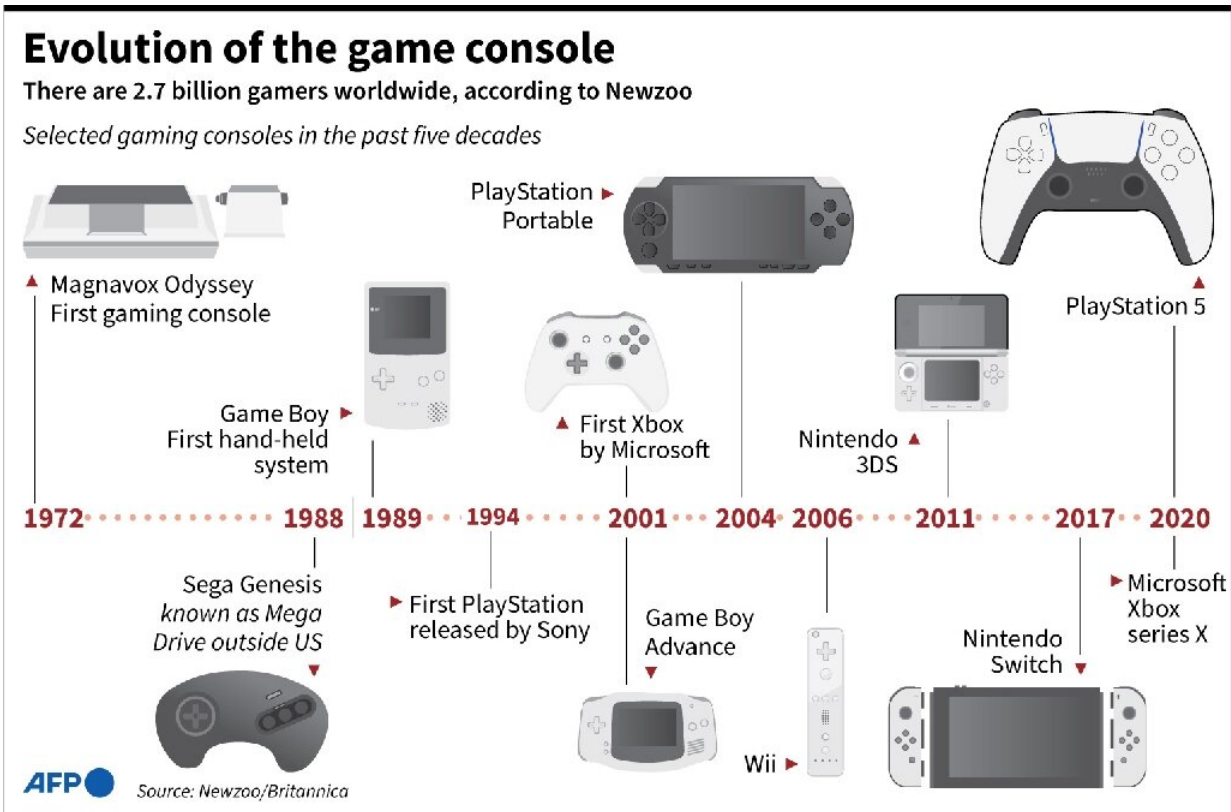 Evolution of the game console
There are 2.7 billion gamers worldwide, according to Newzoo
Selected gaming consoles in the past five decades
Magnavox Odyssey
First gaming console
Game Boy
First hand-held
system
PlayStation
Portable
First Xbox
by Microsoft
Nintendo
3DS
PlayStation 5
1972 1988 1989 1994 2001 2004 2006 2011 2017 2020
Sega Genesis
known as Mega
Drive outside US
First PlayStation
released by Sony
Game Boy
Advance
Wii
Nintendo
Switch
Microsoft
Xbox
series X
AFP
Source: Newzoo/Britannica